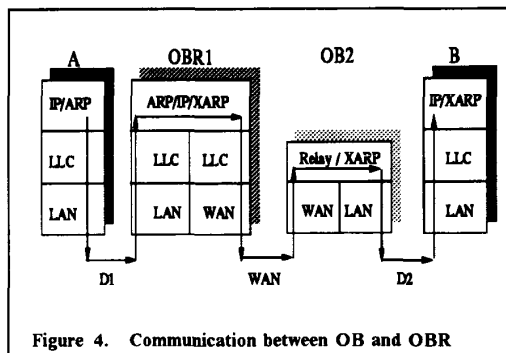 A OBR1 OB2 B
IP/ARP ARP/IP/XARP IP/XARP
LLC LLC LLC Relay / XARP LLC
LAN LAN WAN WAN LAN LAN
D1 WAN D2
Figure 4. Communication between OB and OBR